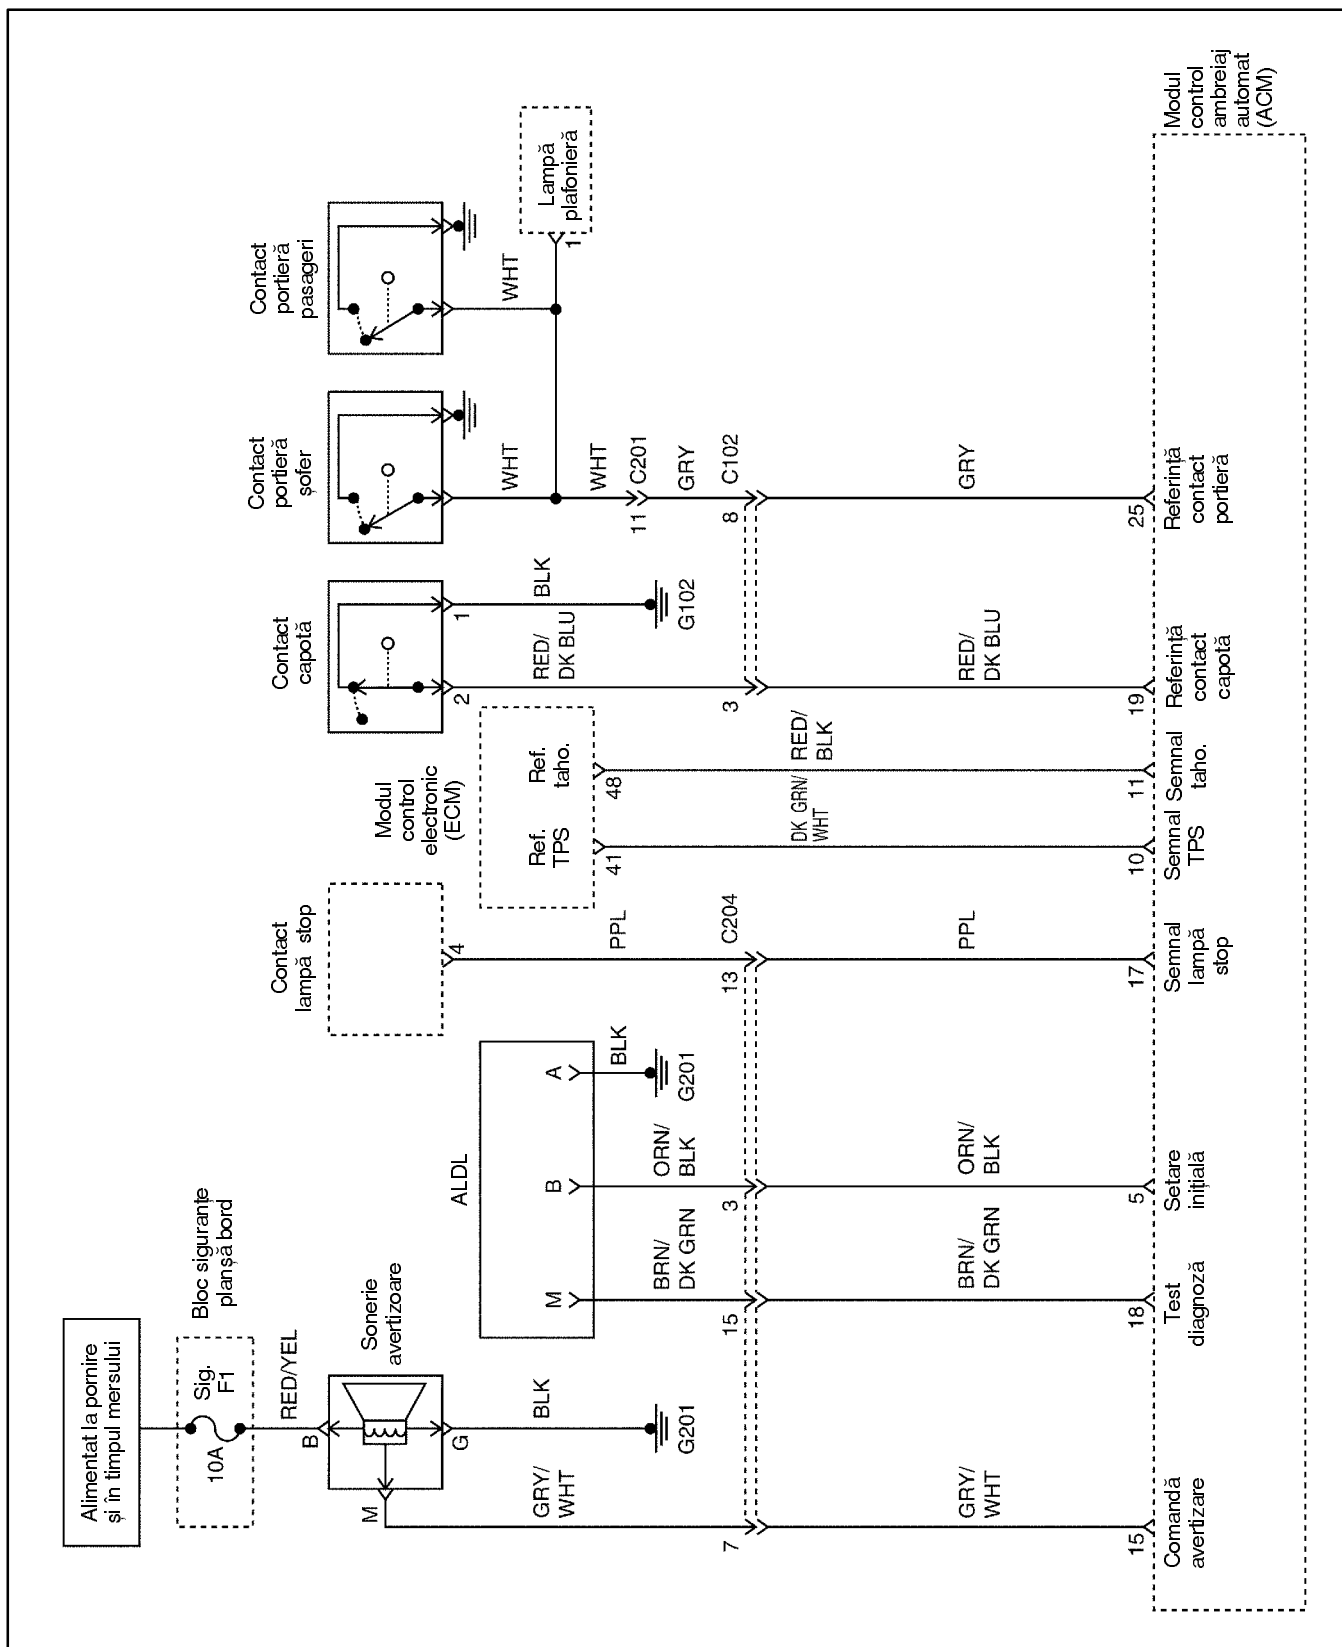 Alimentat la pornire
și în timpul mersului
Bloc siguranțe
planșă bord
Sig.
F1
10A
RED/YEL
Sonerie
avertizoare
B
G
M
BLK
G201
GRY/
WHT
7
GRY/
WHT
15
Comandă
avertizare
ALDL
M
B
A
BRN/
DK GRN
15
BRN/
DK GRN
18
Test
diagnoză
ORN/
BLK
3
ORN/
BLK
5
Setare
inițială
BLK
G201
Contact
lampă stop
4
PPL
13
C204
PPL
17
Semnal
lampă
stop
Modul
control
electronic
(ECM)
Ref.
TPS
Ref.
taho.
41
DK GRN/
WHT
10
Semnal
TPS
48
RED/
BLK
11
Semnal
taho.
Contact
capotă
2
1
RED/
DK BLU
BLK
G102
3
RED/
DK BLU
19
Referință
contact
capotă
Contact
portieră
șofer
WHT
WHT
11
C201
GRY
8
C102
GRY
25
Referință
contact
portieră
Contact
portieră
pasageri
WHT
Lampă
plafonieră
1
Modul
control
ambreiaj
automat
(ACM)